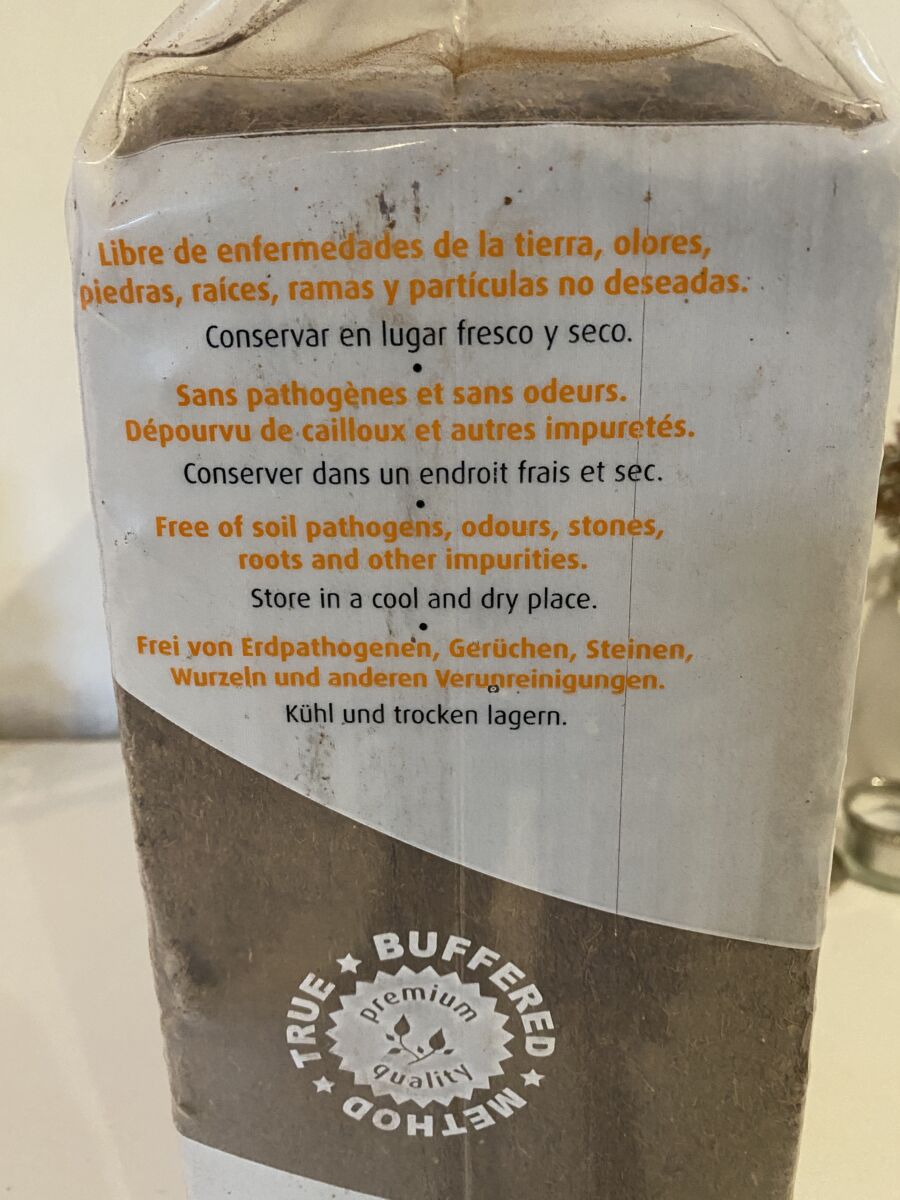 Libre de enfermedades de la tierra, olores,
piedras, raíces, ramas y partículas no deseadas.
Conservar en lugar fresco y seco.
•
Sans pathogènes et sans odeurs.
Dépourvu de cailloux et autres impuretés.
Conserver dans un endroit frais et sec.
•
Free of soil pathogens, odours, stones,
roots and other impurities.
Store in a cool and dry place.
•
Frei von Erdpathogenen, Gerüchen, Steinen,
Wurzeln und anderen Verunreinigungen.
Kühl und trocken lagern.
TRUE ★ BUFFERED ★ METHOD ★
premium
quality